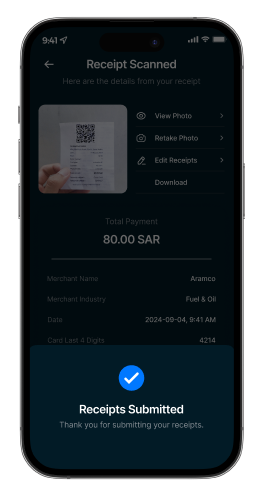 9:41
Receipt Scanned
Here are the details from your receipt
View Photo
Retake Photo
Edit Receipts
Download
Total Payment
80.00 SAR
Merchant Name Aramco
Merchant Industry Fuel & Oil
Date 2024-09-04, 9:41 AM
Card Last 4 Digits 4214
Receipts Submitted
Thank you for submitting your receipts.